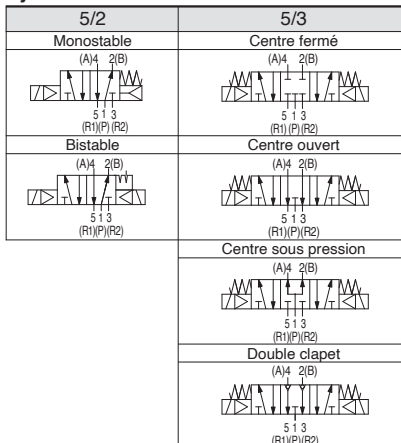 5/2
Monostable
(A)4 2(B)
5 1 3
(R1)(P)(R2)
Bistable
(A)4 2(B)
5 1 3
(R1)(P)(R2)
5/3
Centre fermé
(A)4 2(B)
5 1 3
(R1)(P)(R2)
Centre ouvert
(A)4 2(B)
5 1 3
(R1)(P)(R2)
Centre sous pression
(A)4 2(B)
5 1 3
(R1)(P)(R2)
Double clapet
(A)4 2(B)
5 1 3
(R1)(P)(R2)